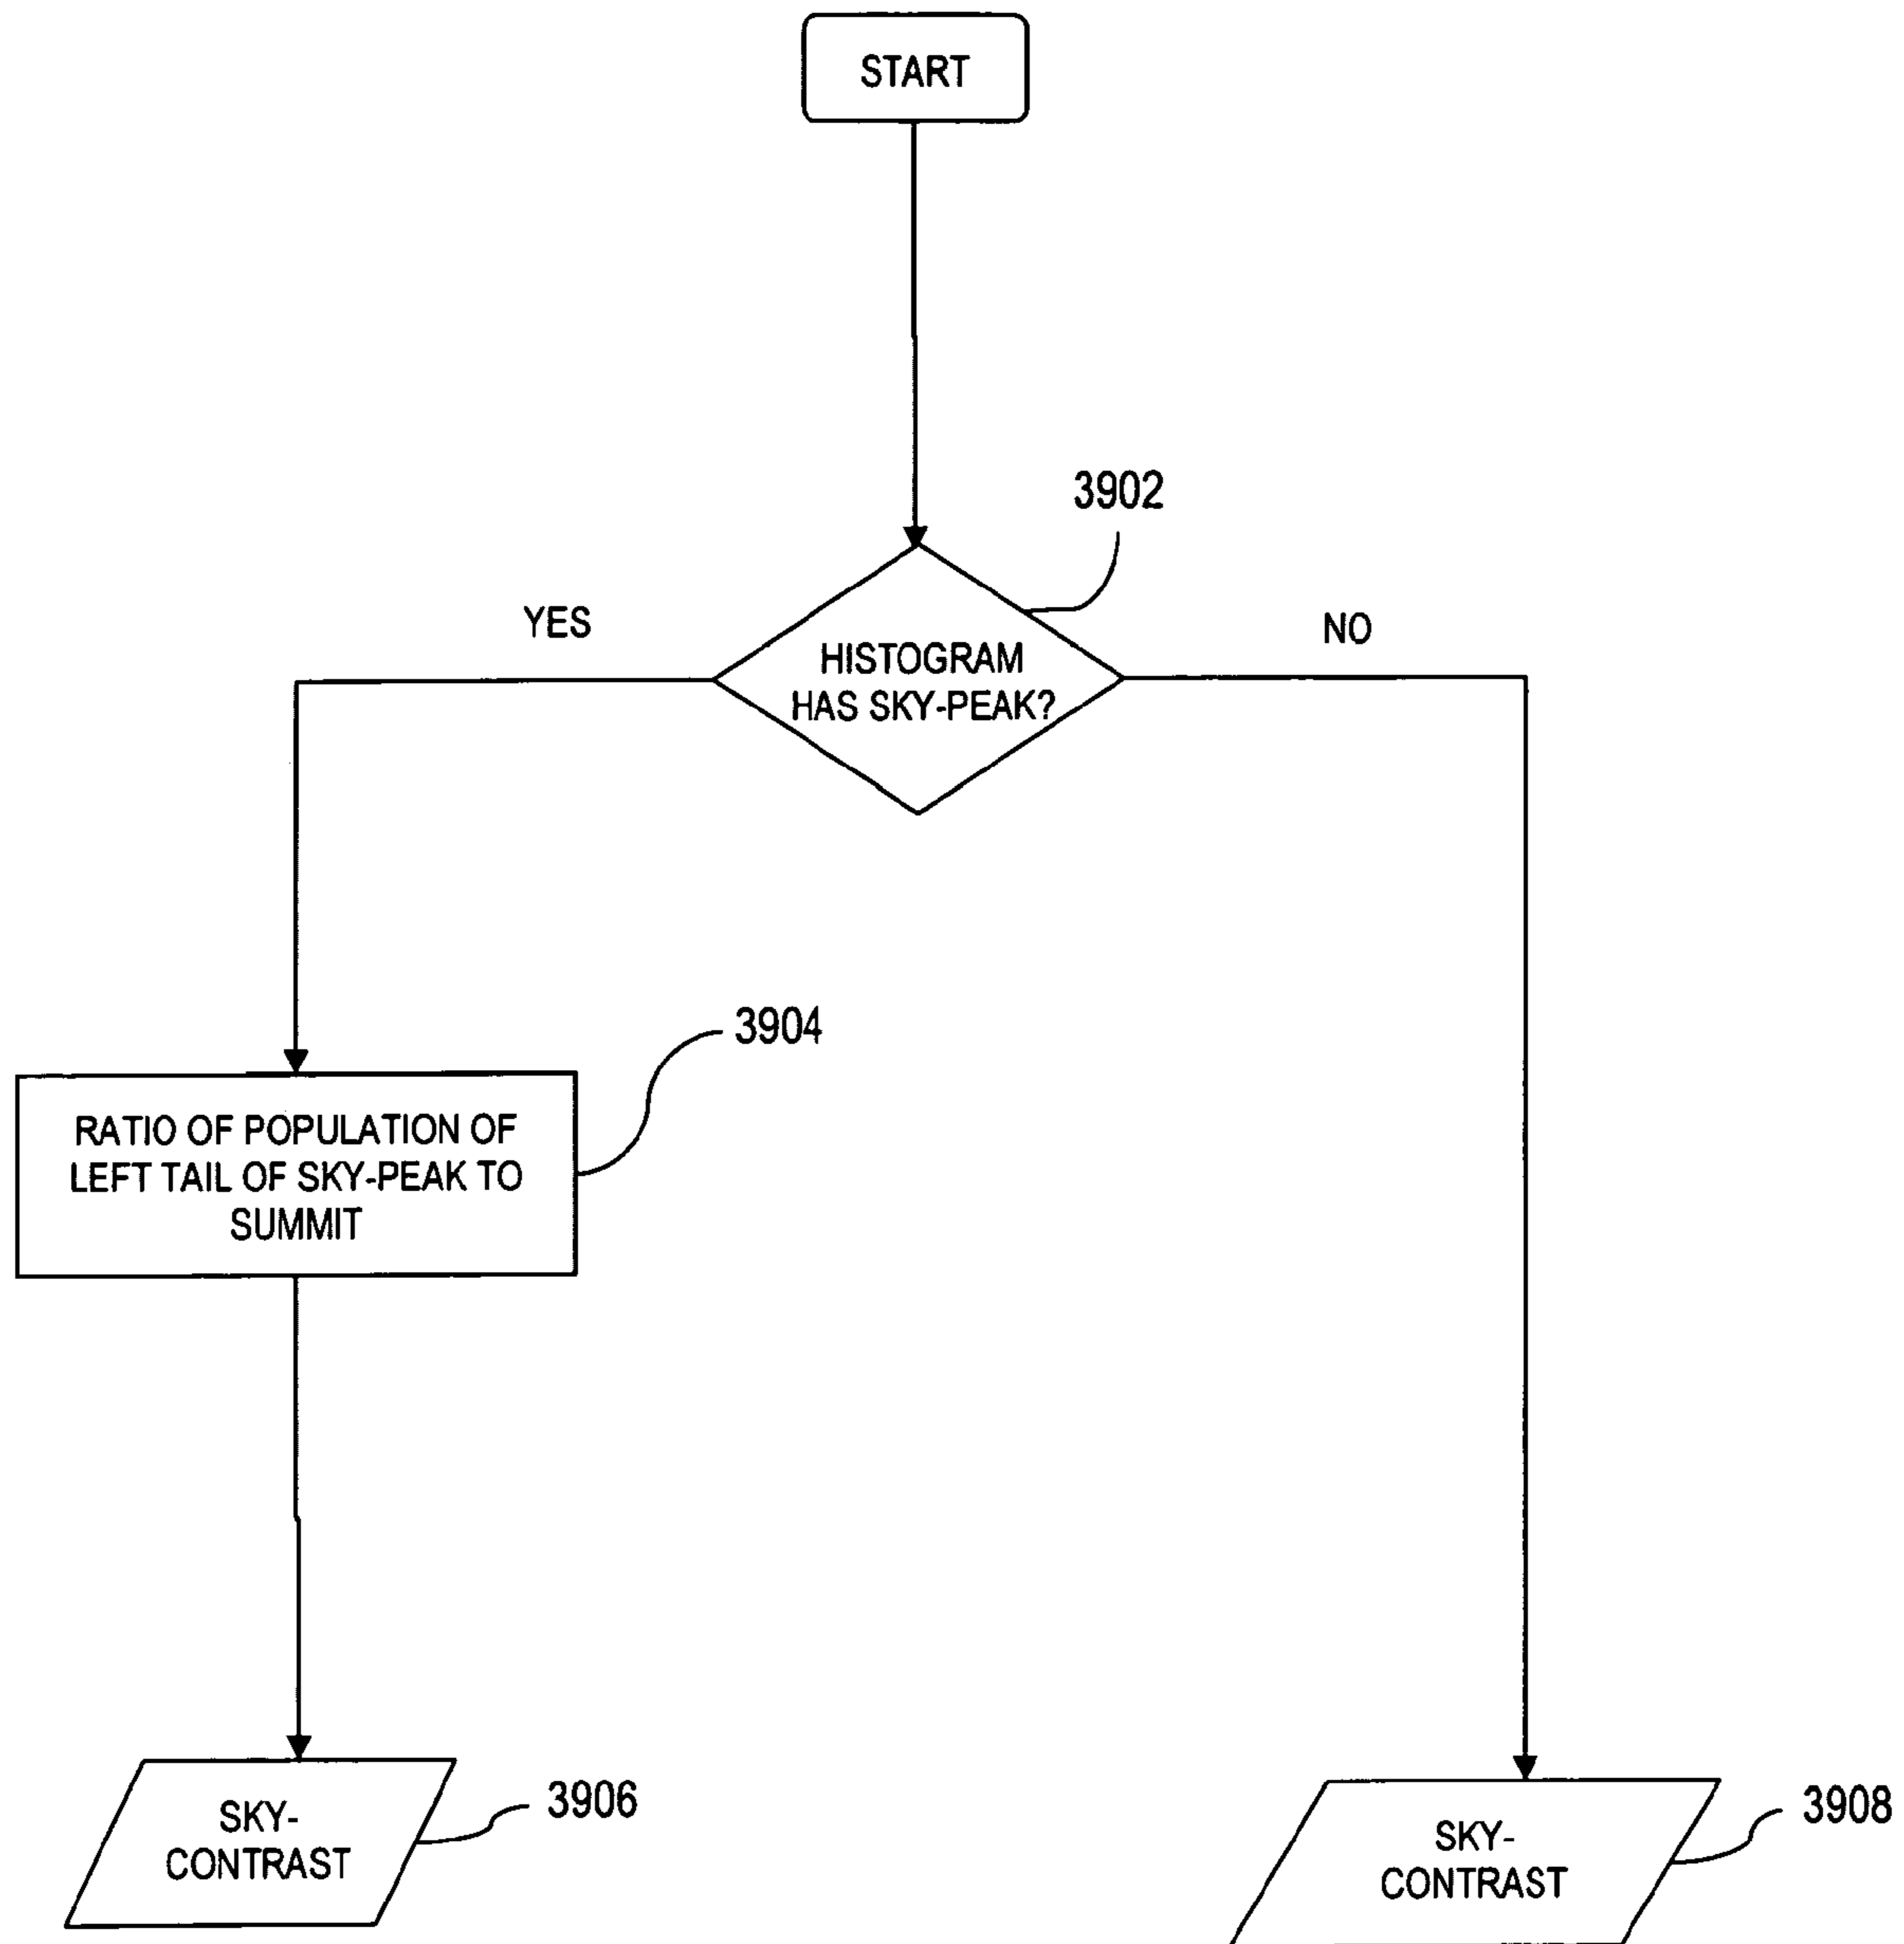 START
3902
YES
NO
HISTOGRAM
HAS SKY-PEAK?
3904
RATIO OF POPULATION OF
LEFT TAIL OF SKY-PEAK TO
SUMMIT
SKY-
CONTRAST
3906
SKY-
CONTRAST
3908